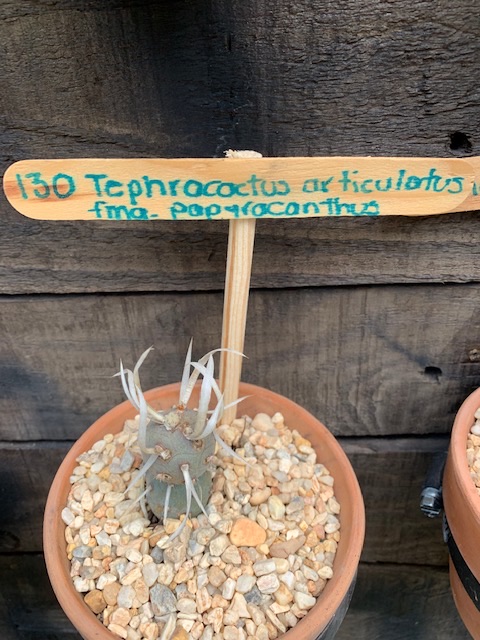 130 Tephrocactus articulatus
fma. papyracanthus